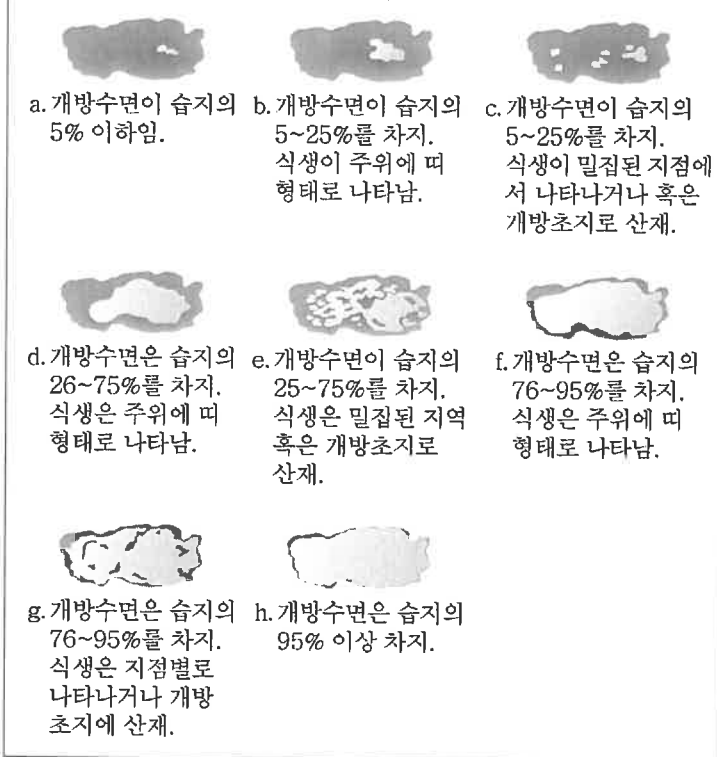 a. 개방수면이 습지의
5% 이하임.
b. 개방수면이 습지의
5~25%를 차지.
식생이 주위에 띠
형태로 나타남.
c. 개방수면이 습지의
5~25%를 차지.
식생이 밀집된 지점에
서 나타나거나 혹은
개방초지로 산재.
d. 개방수면은 습지의
26~75%를 차지.
식생은 주위에 띠
형태로 나타남.
e. 개방수면이 습지의
25~75%를 차지.
식생은 밀집된 지역
혹은 개방초지로
산재.
f. 개방수면은 습지의
76~95%를 차지.
식생은 주위에 띠
형태로 나타남.
g. 개방수면은 습지의
76~95%를 차지.
식생은 지점별로
나타나거나 개방
초지에 산재.
h. 개방수면은 습지의
95% 이상 차지.